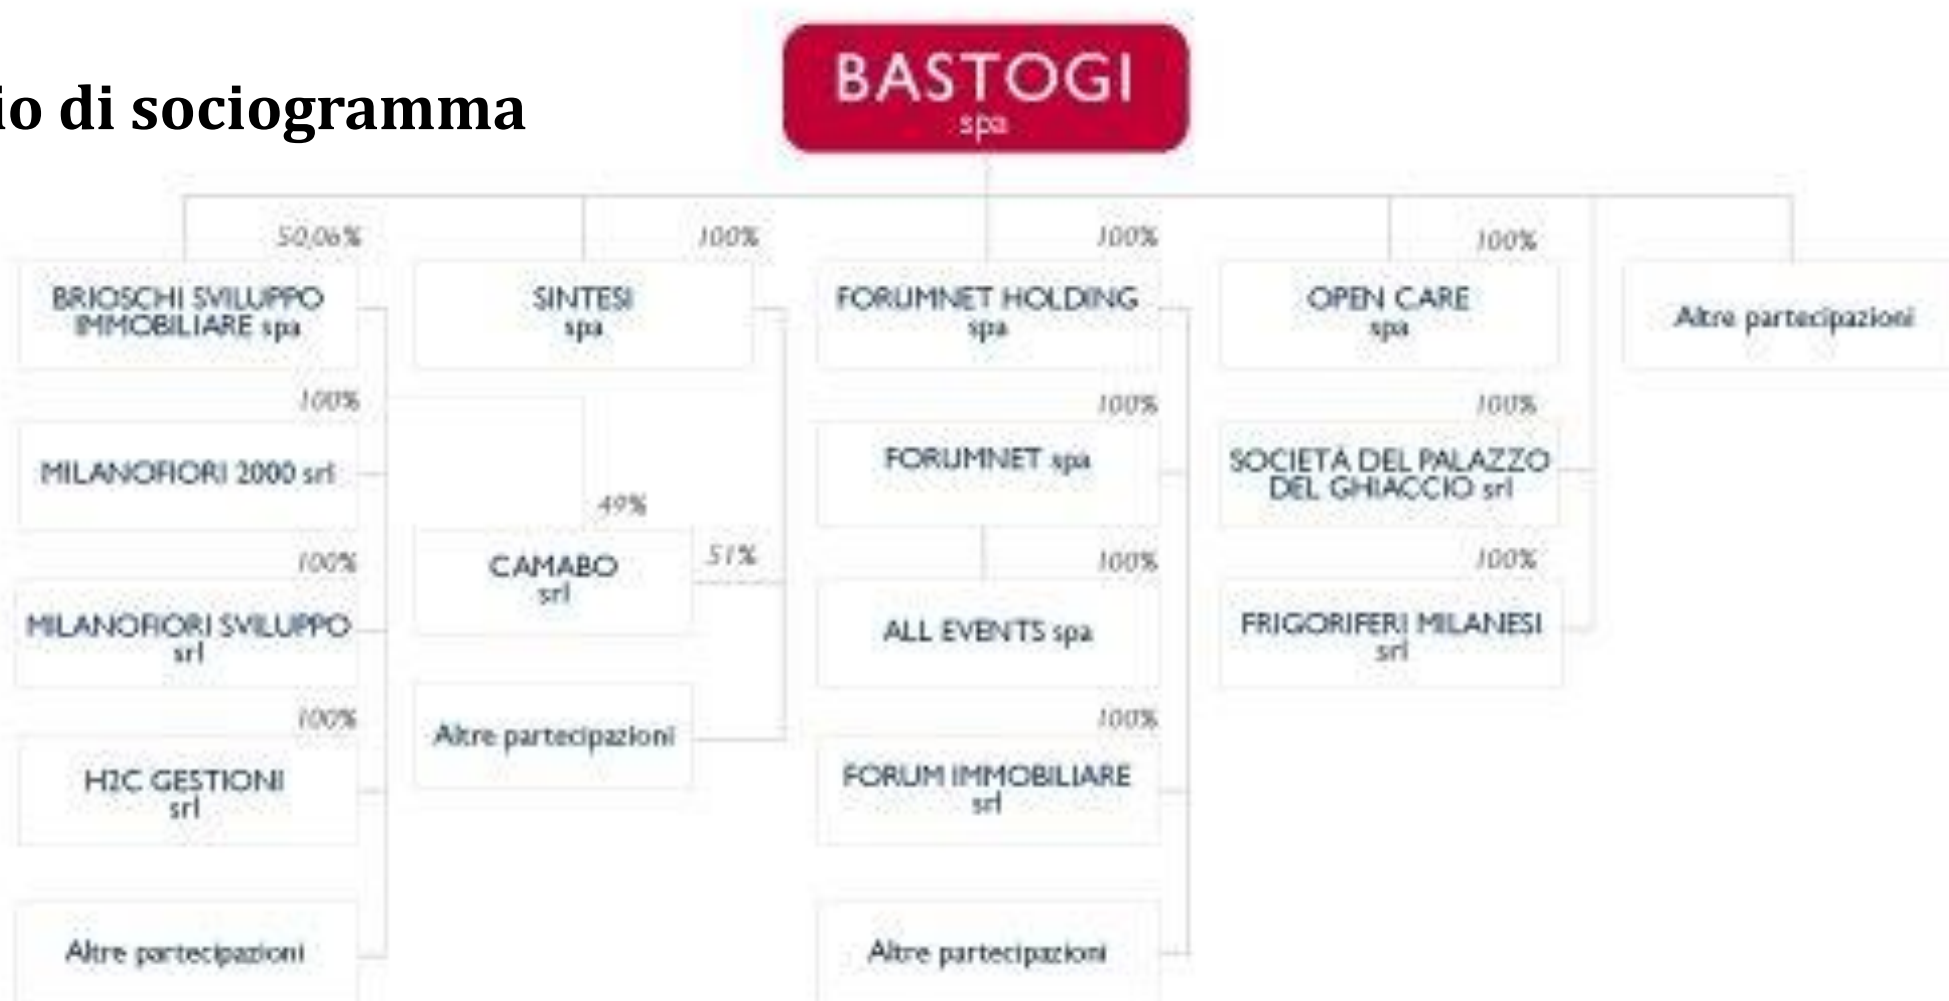 io di sociogramma
BASTOGI
spa
50,06%
100%
100%
100%
BRIOSCHI SVILUPPO
IMMOBILIARE spa
SINTESI
spa
FORUMNET HOLDING
spa
OPEN CARE
spa
Altre partecipazioni
100%
100%
100%
MILANOFIORI 2000 srl
FORUMNET spa
SOCIETÀ DEL PALAZZO
DEL GHIACCIO srl
49%
100%
51%
100%
100%
MILANOFIORI SVILUPPO
srl
CAMABO
srl
ALL EVENTS spa
FRIGORIFERI MILANESI
srl
100%
100%
H2C GESTIONI
srl
Altre partecipazioni
FORUM IMMOBILIARE
srl
Altre partecipazioni
Altre partecipazioni